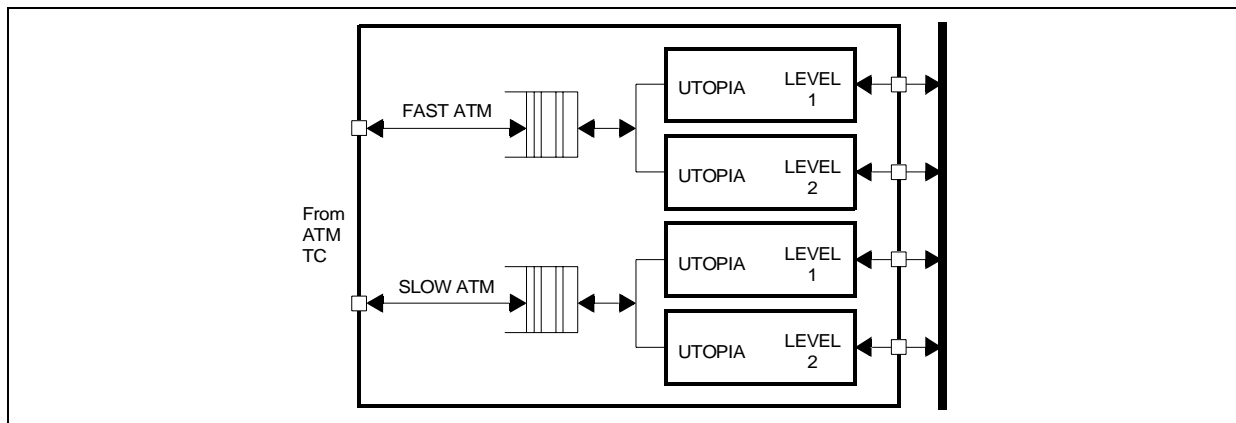 UTOPIA LEVEL
1
FAST ATM
UTOPIA LEVEL
2
From
ATM
TC
UTOPIA LEVEL
1
SLOW ATM
UTOPIA LEVEL
2